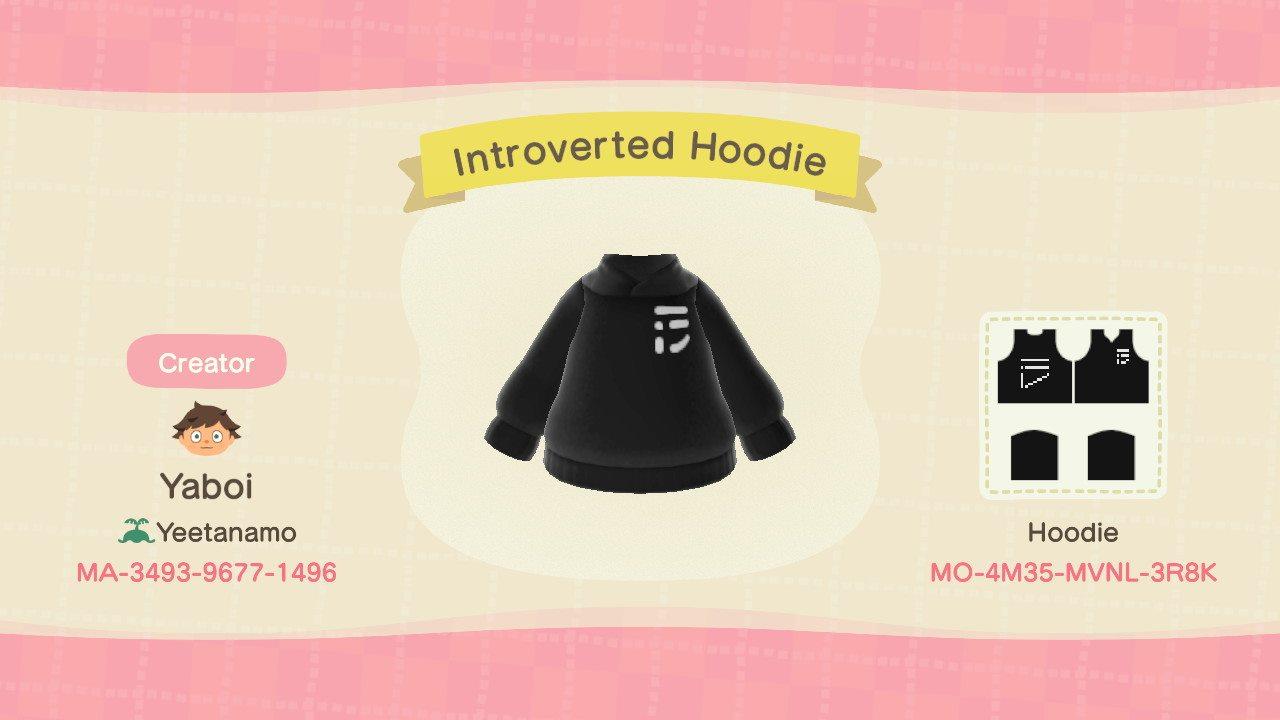 Introverted Hoodie
Creator
Yaboi
Yeetanamo
MA-3493-9677-1496
Hoodie
MO-4M35-MVNL-3R8K